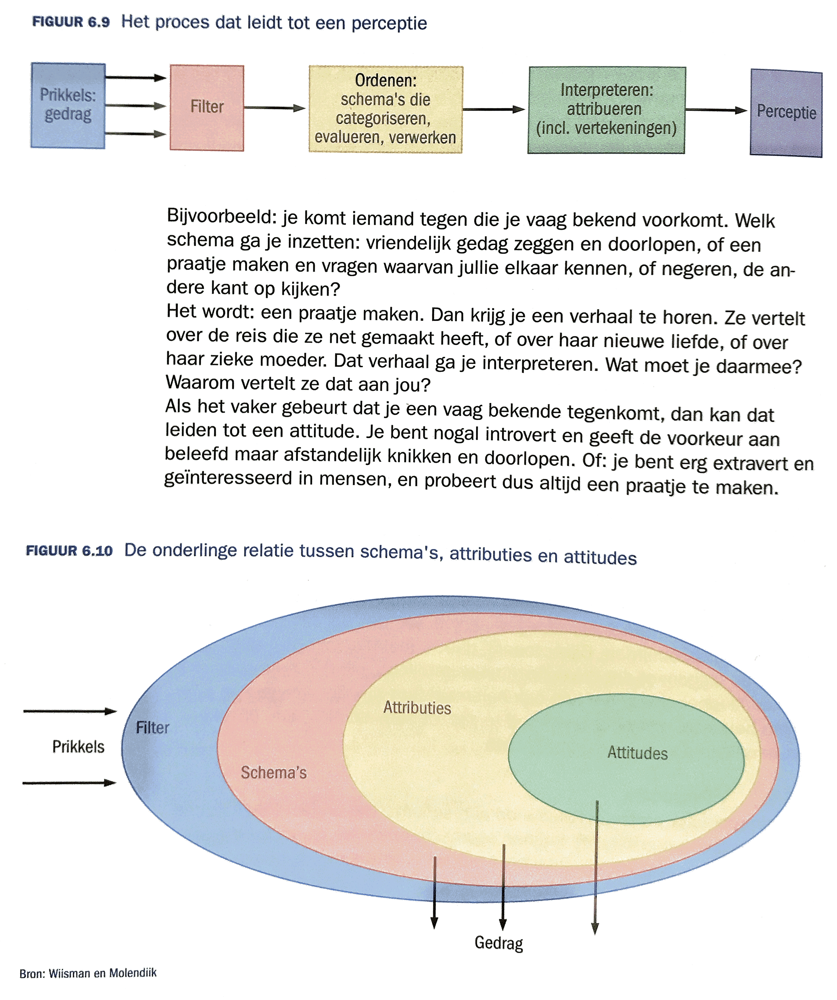 FIGUUR 6.9 Het proces dat leidt tot een perceptie
Prikkels:
gedrag
Filter
Ordenen:
schema's die
categoriseren,
evalueren, verwerken
Interpreteren:
attribueren
(incl. vertekeningen)
Perceptie
Bijvoorbeeld: je komt iemand tegen die je vaag bekend voorkomt. Welk
schema ga je inzetten: vriendelijk gedag zeggen en doorlopen, of een
praatje maken en vragen waarvan jullie elkaar kennen, of negeren, de an-
dere kant op kijken?
Het wordt: een praatje maken. Dan krijg je een verhaal te horen. Ze vertelt
over de reis die ze net gemaakt heeft, of over haar nieuwe liefde, of over
haar zieke moeder. Dat verhaal ga je interpreteren. Wat moet je daarmee?
Waarom vertelt ze dat aan jou?
Als het vaker gebeurt dat je een vaag bekende tegenkomt, dan kan dat
leiden tot een attitude. Je bent nogal introvert en geeft de voorkeur aan
beleefd maar afstandelijk knikken en doorlopen. Of: je bent erg extravert en
geïnteresseerd in mensen, en probeert dus altijd een praatje te maken.
FIGUUR 6.10 De onderlinge relatie tussen schema's, attributies en attitudes
Prikkels
Filter
Schema's
Attributies
Attitudes
Gedrag
Bron: Wiisman en Molendiik